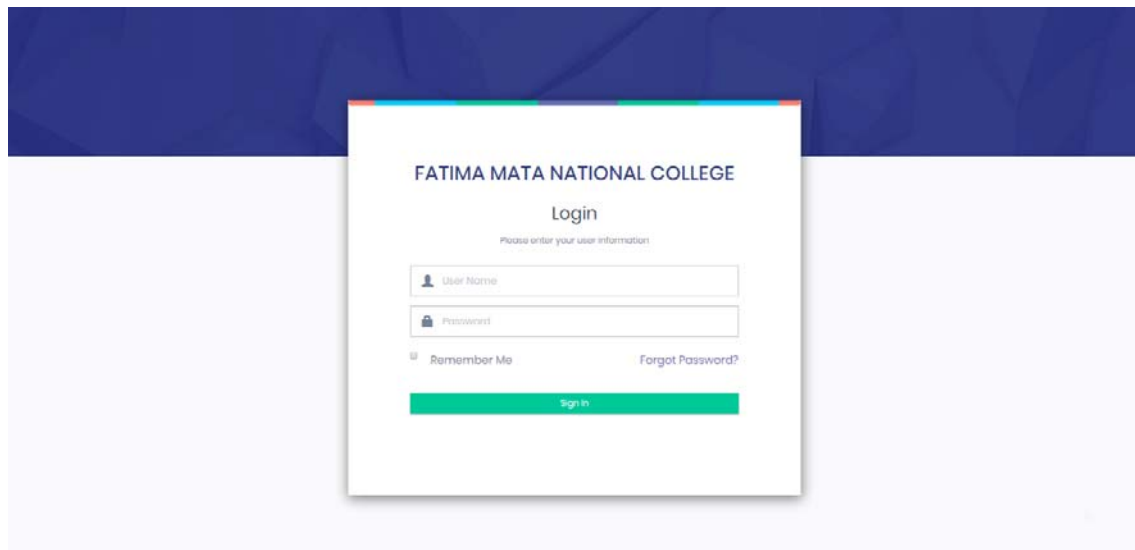 FATIMA MATA NATIONAL COLLEGE
Login
Please enter your user information
User Name
Password
Remember Me
Forgot Password?
Sign In